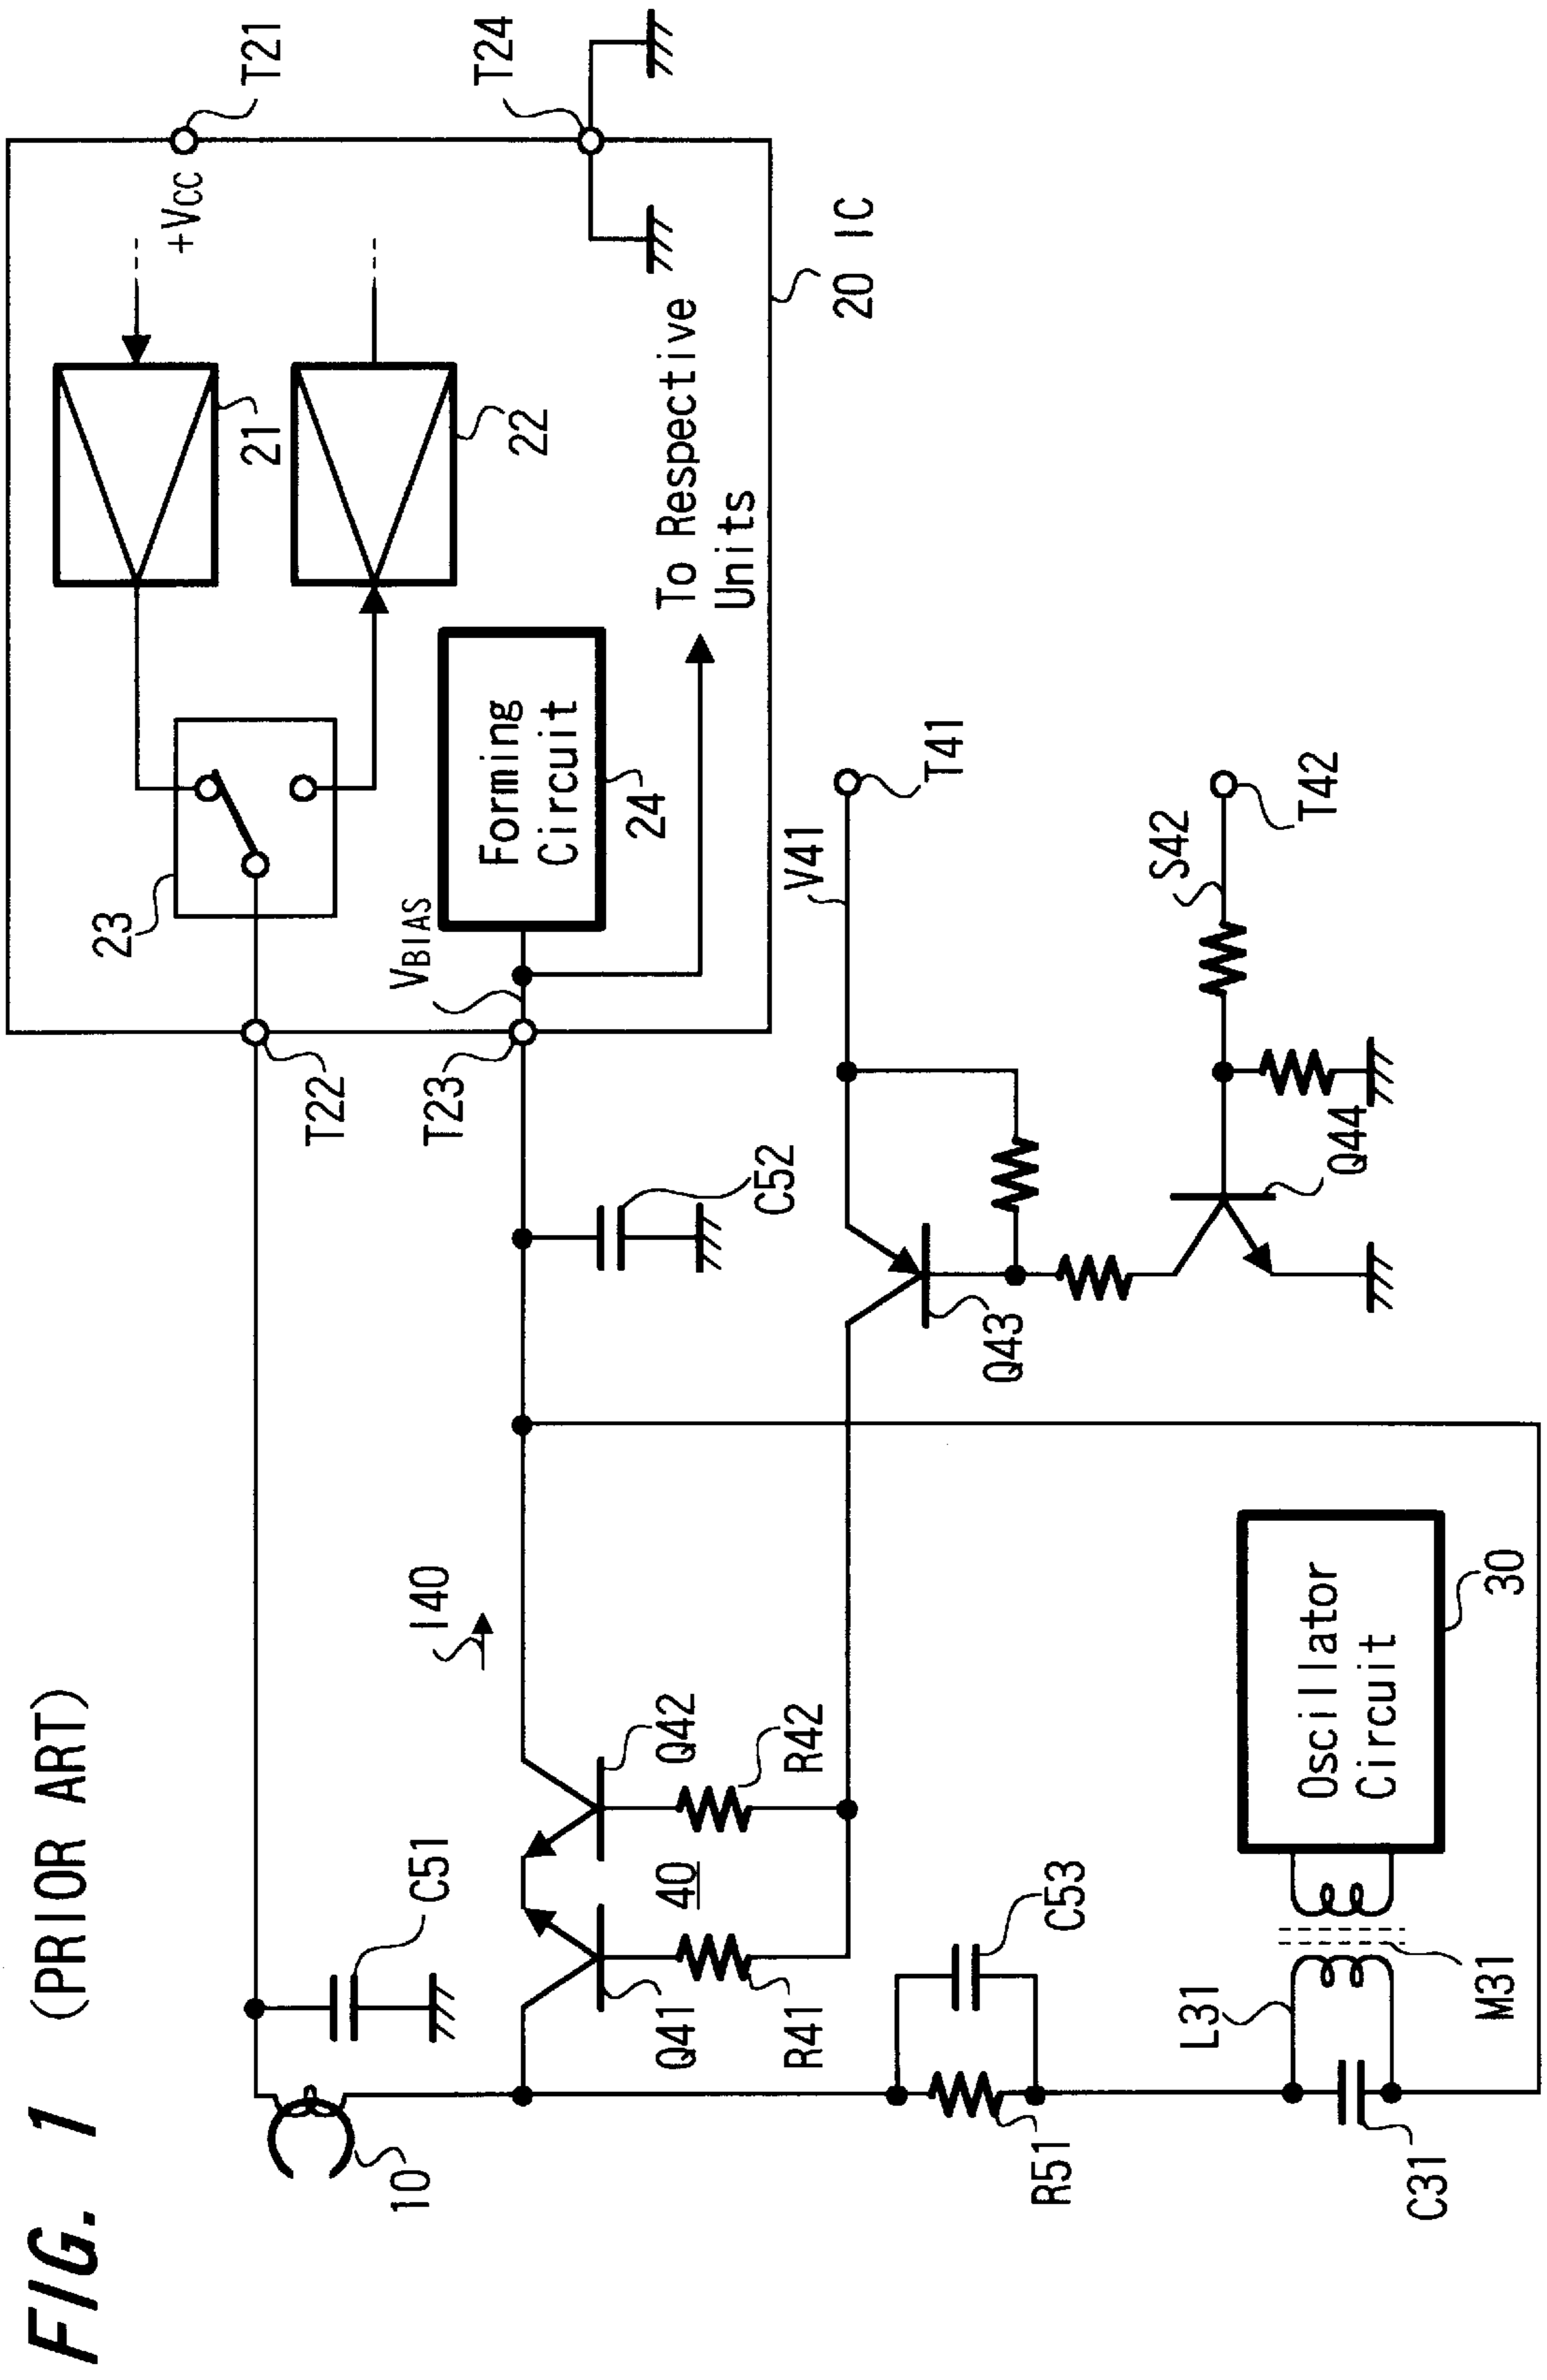 FIG. 1 (PRIOR ART)
10
C51
T22
23
21
+VCC
T21
22
T24
I40
T23
VBIAS
Forming
Circuit
24
To Respective
Units
20 IC
Q41
40
Q42
R41
R42
C52
V41
T41
Q43
C53
R51
S42
T42
Q44
L31
M31
C31
Oscillator
Circuit
30